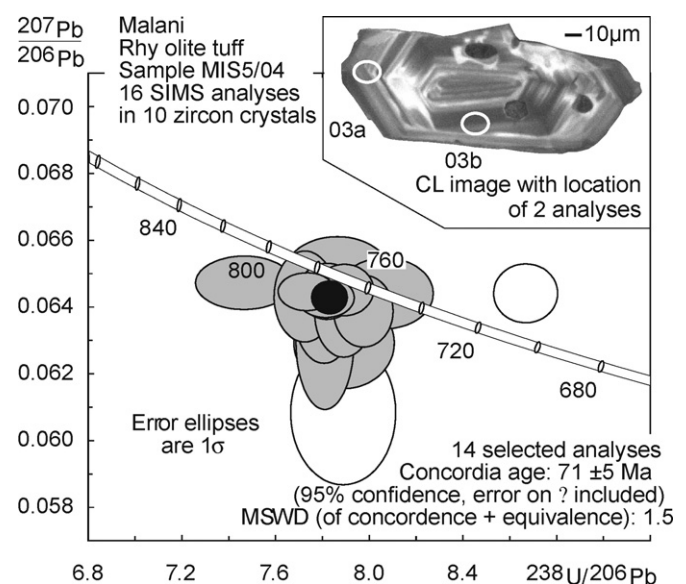 207Pb
206Pb
Malani
Rhy olite tuff
Sample MIS5/04
16 SIMS analyses
in 10 zircon crystals
10µm
03a
03b
CL image with location
of 2 analyses
0.070
0.068
0.066
0.064
0.062
0.060
0.058
840
800
760
720
680
Error ellipses
are 1σ
14 selected analyses
Concordia age: 71 ±5 Ma
(95% confidence, error on ? included)
MSWD (of concordence + equivalence): 1.5
6.8 7.2 7.6 8.0 8.4 238U/206Pb